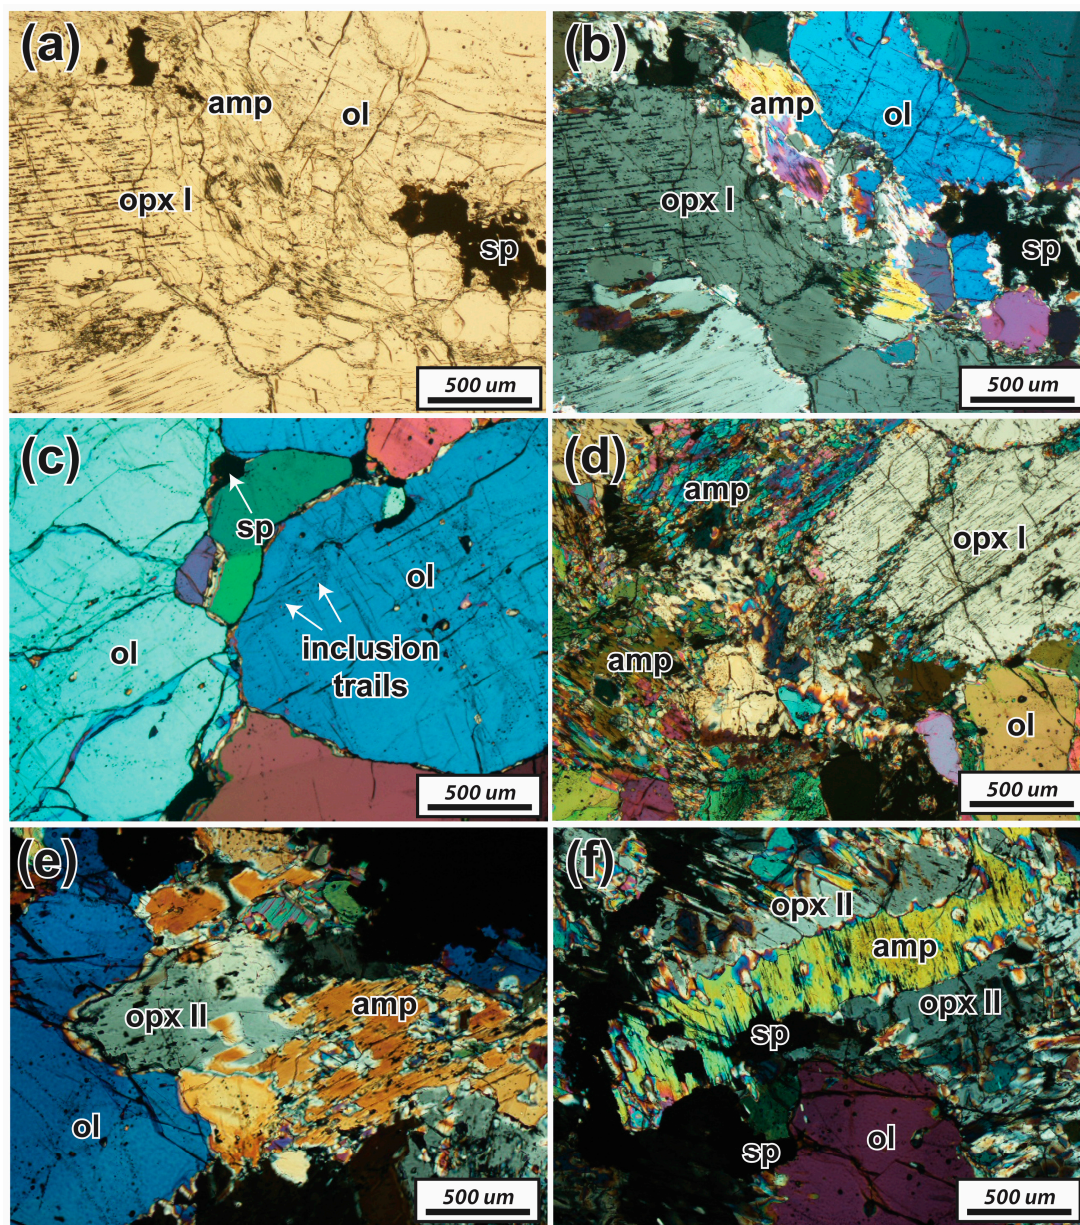 (a)
amp
ol
opx I
sp
500 um
(b)
amp
ol
opx I
sp
500 um
(c)
sp
ol
ol
inclusion
trails
500 um
(d)
amp
opx I
amp
ol
500 um
(e)
opx II
amp
ol
500 um
(f)
opx II
amp
opx II
sp
sp
ol
500 um